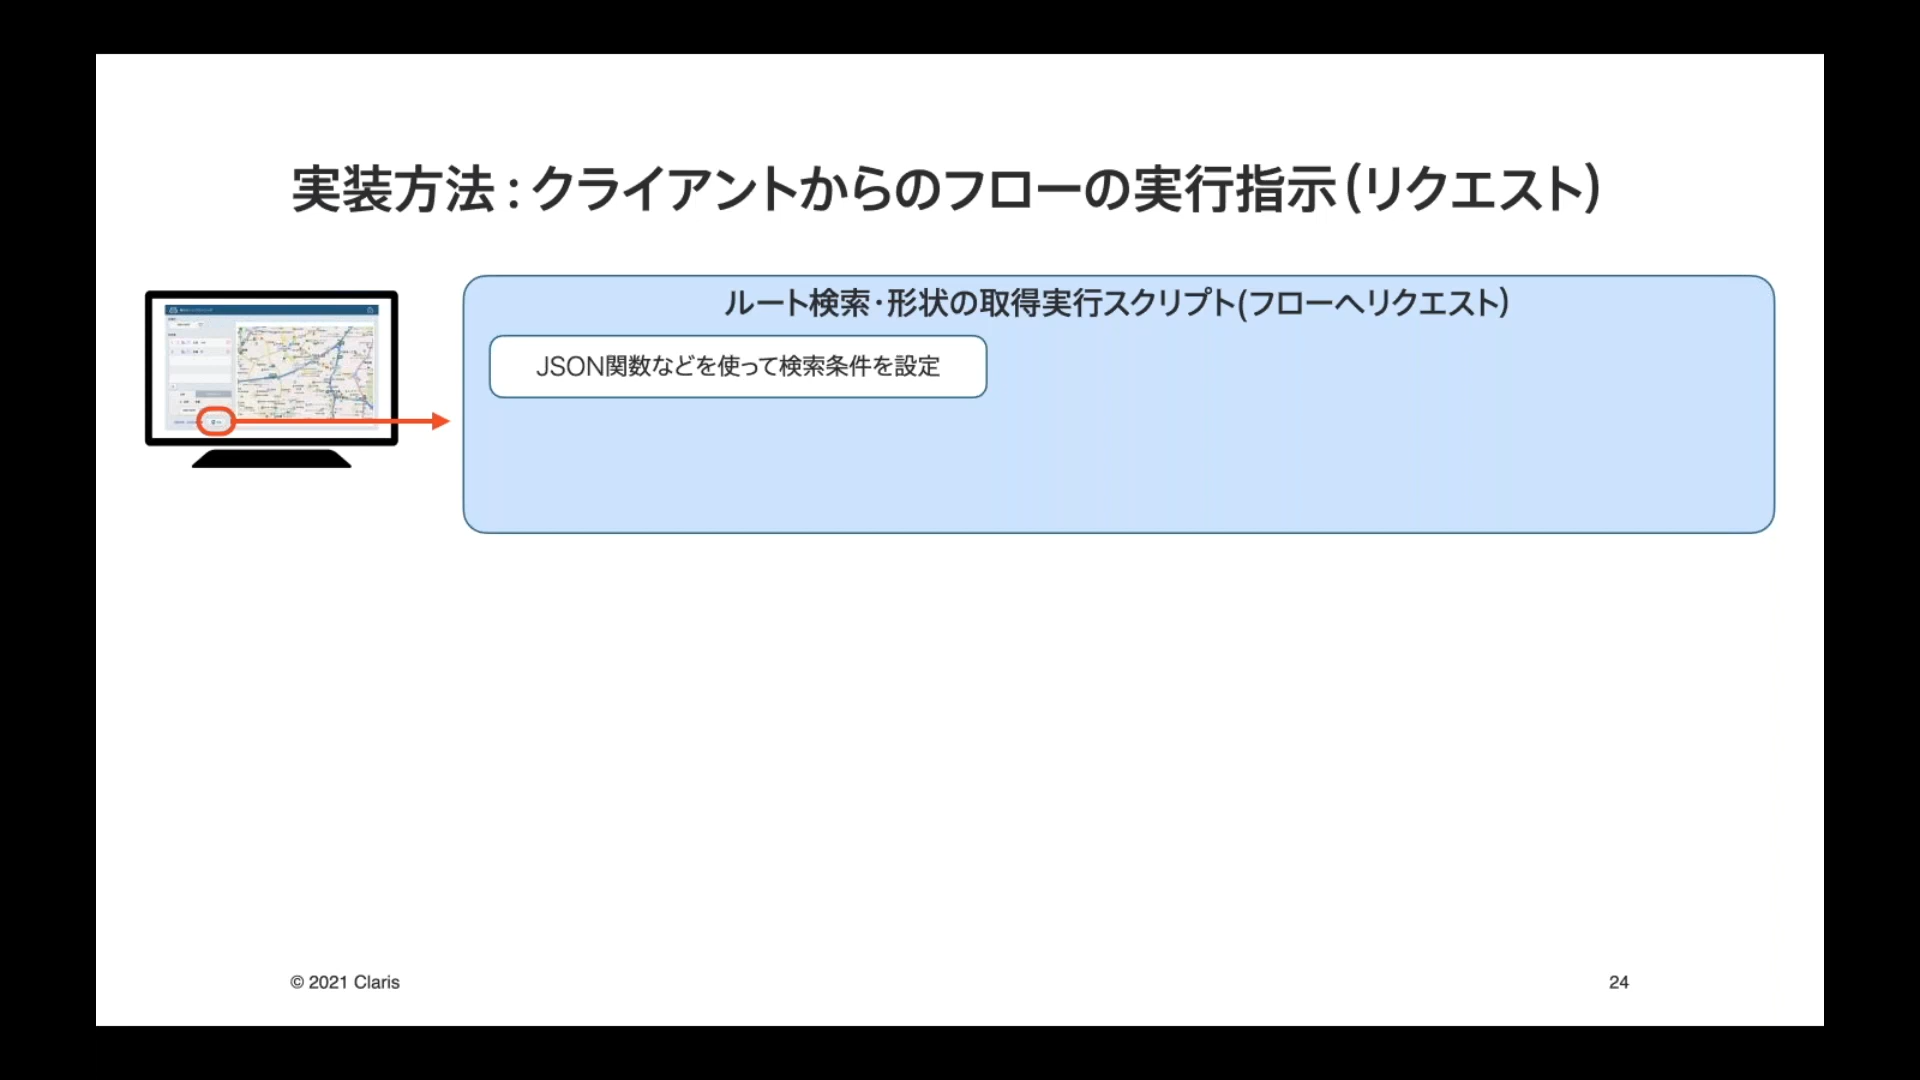 実装方法：クライアントからのフローの実行指示（リクエスト）
ルート検索・形状の取得実行スクリプト(フローへリクエスト)
JSON関数などを使って検索条件を設定
© 2021 Claris
24